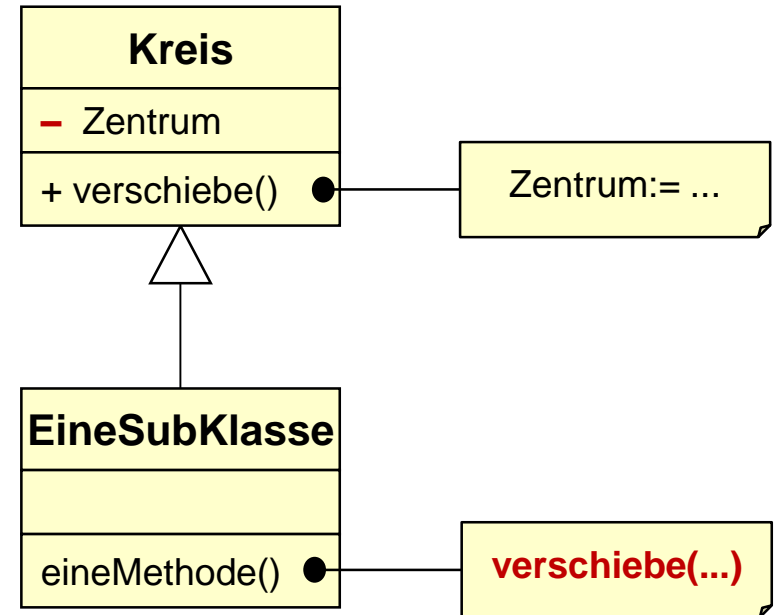 Kreis
– Zentrum
+ verschiebe()
Zentrum:= ...
EineSubKlasse
eineMethode()
verschiebe(...)